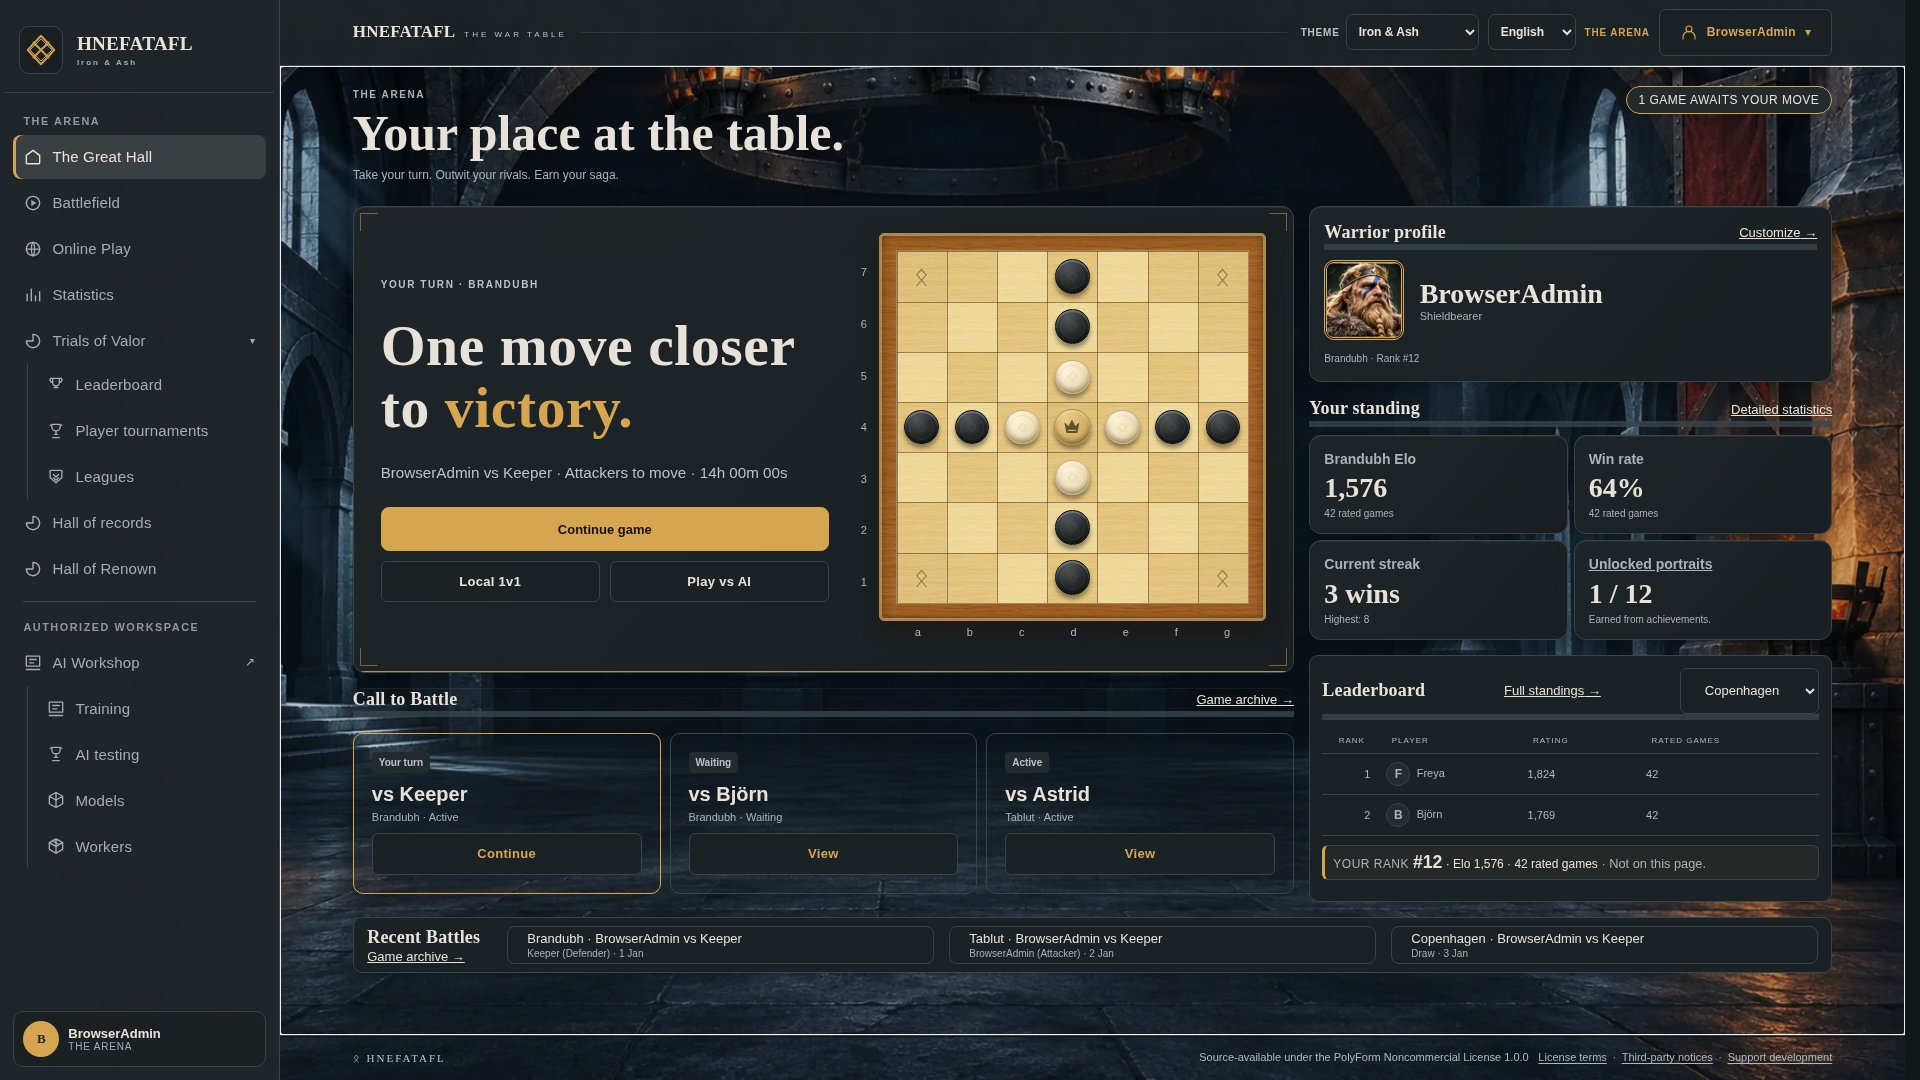 HNEFATAFL
Iron & Ash
THE ARENA
The Great Hall
Battlefield
Online Play
Statistics
Trials of Valor
Leaderboard
Player tournaments
Leagues
Hall of records
Hall of Renown
AUTHORIZED WORKSPACE
AI Workshop
Training
AI testing
Models
Workers
B
BrowserAdmin
THE ARENA
HNEFATAFL THE WAR TABLE
THEME Iron & Ash English THE ARENA BrowserAdmin
THE ARENA
1 GAME AWAITS YOUR MOVE
Your place at the table.
Take your turn. Outwit your rivals. Earn your saga.
YOUR TURN · BRANDUBH
One move closer
to victory.
BrowserAdmin vs Keeper · Attackers to move · 14h 00m 00s
Continue game
Local 1v1 Play vs AI
7
6
5
4
3
2
1
a b c d e f g
Warrior profile Customize →
BrowserAdmin
Shieldbearer
Brandubh · Rank #12
Your standing Detailed statistics
Brandubh Elo
1,576
42 rated games
Win rate
64%
42 rated games
Current streak
3 wins
Highest: 8
Unlocked portraits
1 / 12
Earned from achievements.
Call to Battle Game archive →
Your turn
vs Keeper
Brandubh · Active
Continue
Waiting
vs Björn
Brandubh · Waiting
View
Active
vs Astrid
Tablut · Active
View
Leaderboard Full standings → Copenhagen
RANK PLAYER RATING RATED GAMES
1 F Freya 1,824 42
2 B Björn 1,769 42
YOUR RANK #12 · Elo 1,576 · 42 rated games · Not on this page.
Recent Battles
Game archive →
Brandubh · BrowserAdmin vs Keeper
Keeper (Defender) · 1 Jan
Tablut · BrowserAdmin vs Keeper
BrowserAdmin (Attacker) · 2 Jan
Copenhagen · BrowserAdmin vs Keeper
Draw · 3 Jan
ᛟ HNEFATAFL
Source-available under the PolyForm Noncommercial License 1.0.0 License terms · Third-party notices · Support development